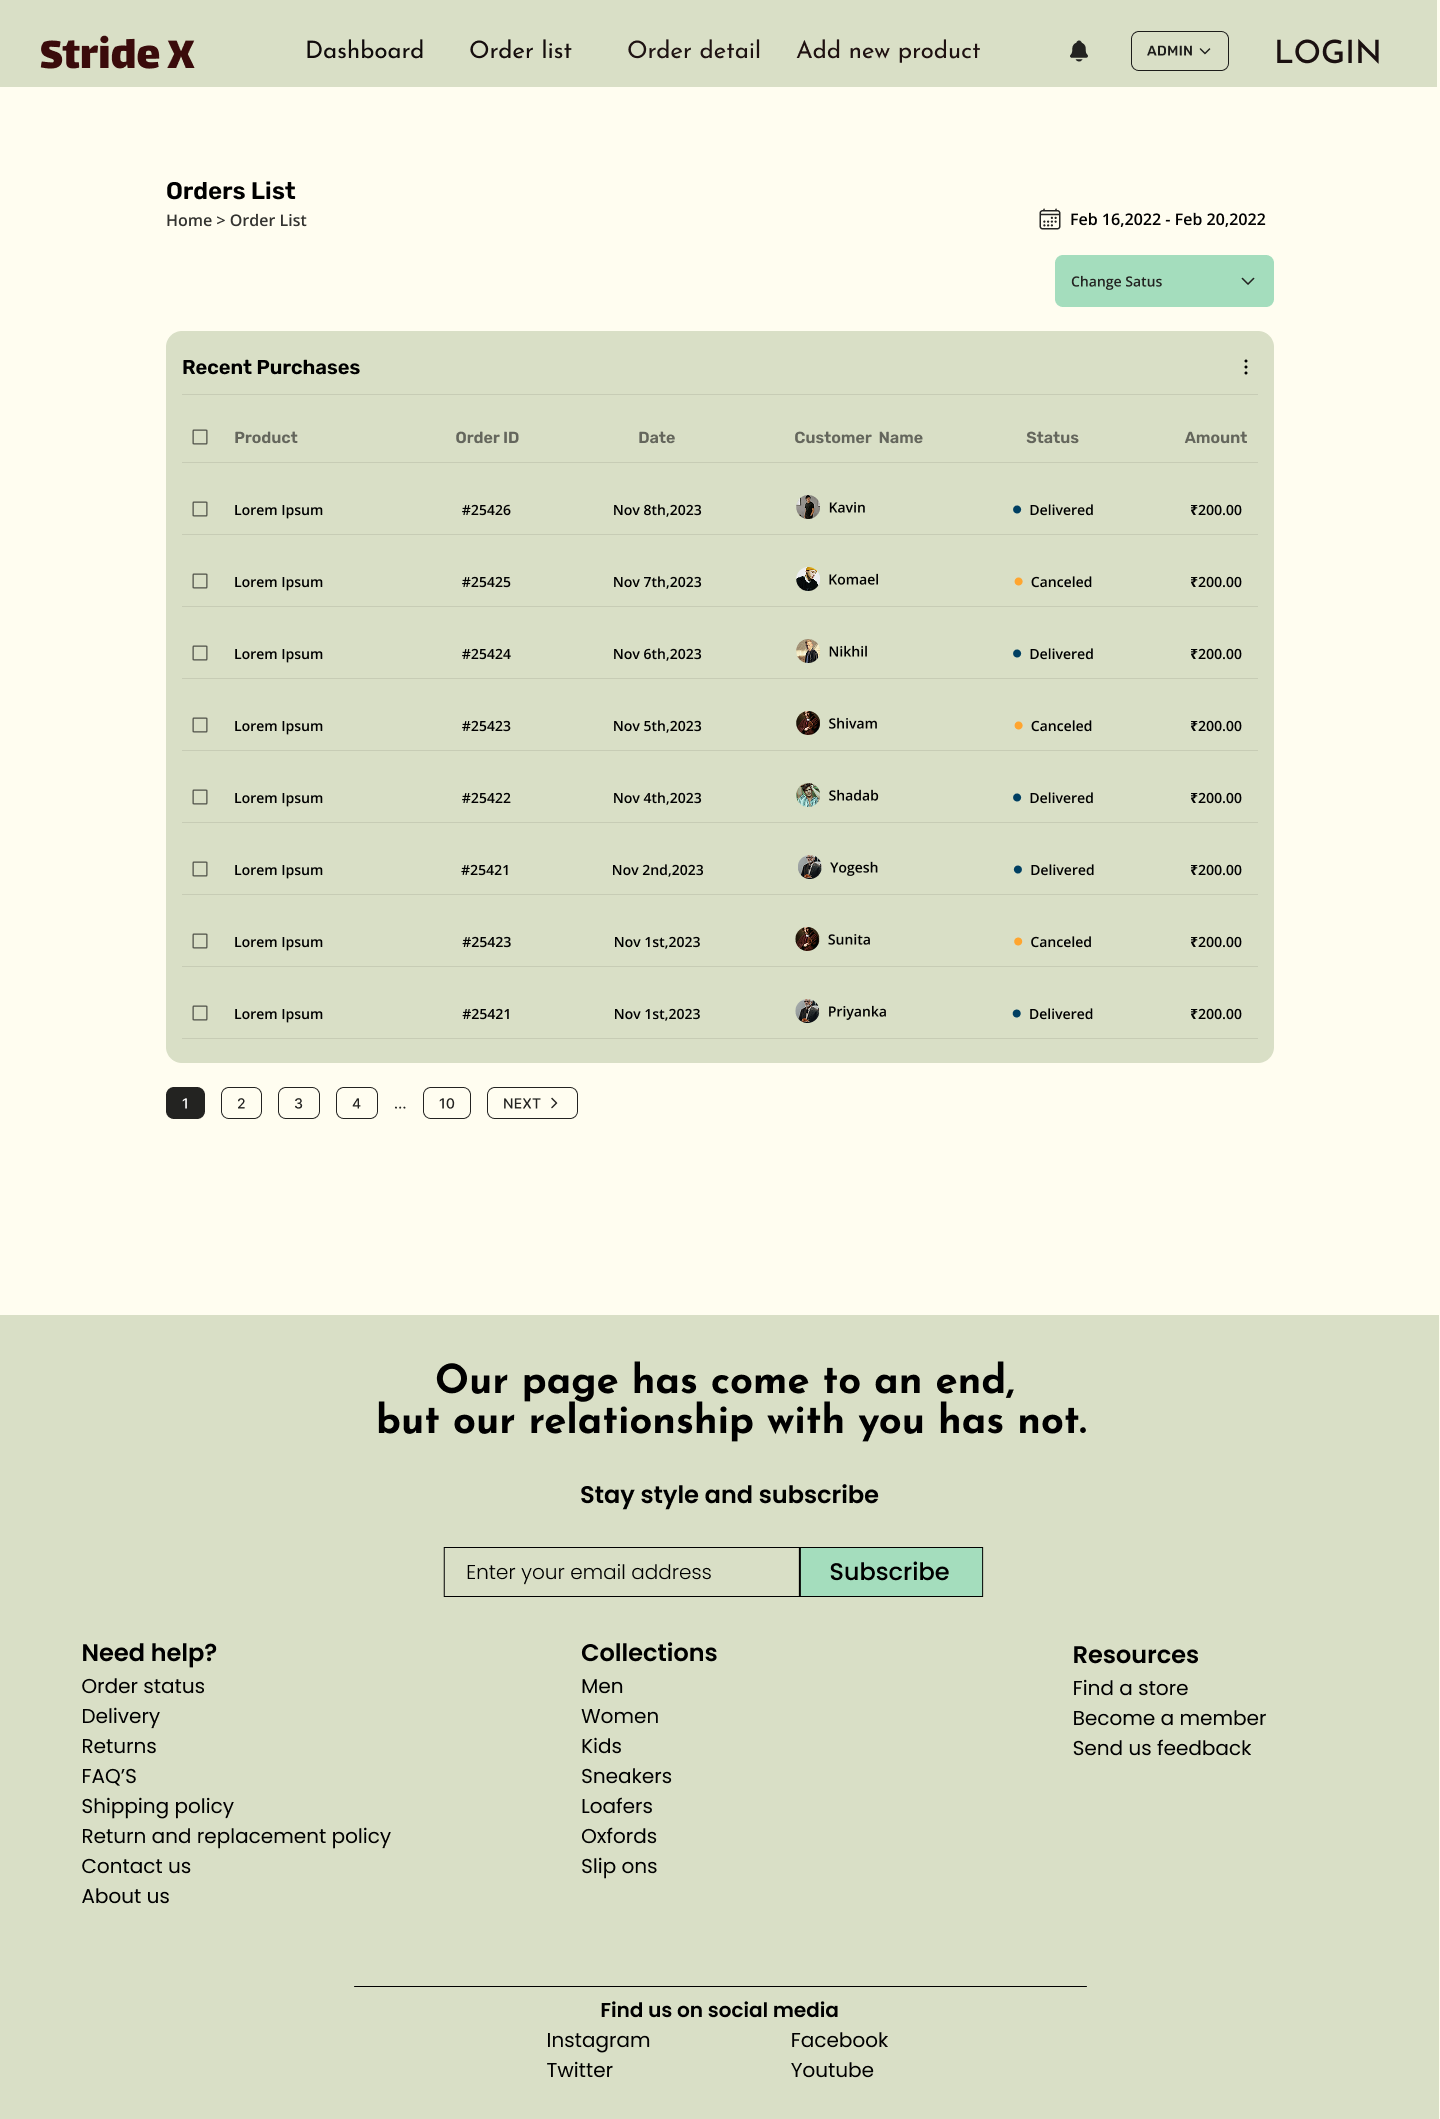 Stride X
Dashboard Order list Order detail Add new product ADMIN LOGIN
Orders List
Home > Order List
Feb 16,2022 - Feb 20,2022
Change Satus
Recent Purchases
Product Order ID Date Customer Name Status Amount
Lorem Ipsum #25426 Nov 8th,2023 Kavin Delivered ₹200.00
Lorem Ipsum #25425 Nov 7th,2023 Komael Canceled ₹200.00
Lorem Ipsum #25424 Nov 6th,2023 Nikhil Delivered ₹200.00
Lorem Ipsum #25423 Nov 5th,2023 Shivam Canceled ₹200.00
Lorem Ipsum #25422 Nov 4th,2023 Shadab Delivered ₹200.00
Lorem Ipsum #25421 Nov 2nd,2023 Yogesh Delivered ₹200.00
Lorem Ipsum #25423 Nov 1st,2023 Sunita Canceled ₹200.00
Lorem Ipsum #25421 Nov 1st,2023 Priyanka Delivered ₹200.00
1 2 3 4 ... 10 NEXT >
Our page has come to an end,
but our relationship with you has not.
Stay style and subscribe
Enter your email address Subscribe
Need help?
Order status
Delivery
Returns
FAQ’S
Shipping policy
Return and replacement policy
Contact us
About us
Collections
Men
Women
Kids
Sneakers
Loafers
Oxfords
Slip ons
Resources
Find a store
Become a member
Send us feedback
Find us on social media
Instagram Facebook
Twitter Youtube